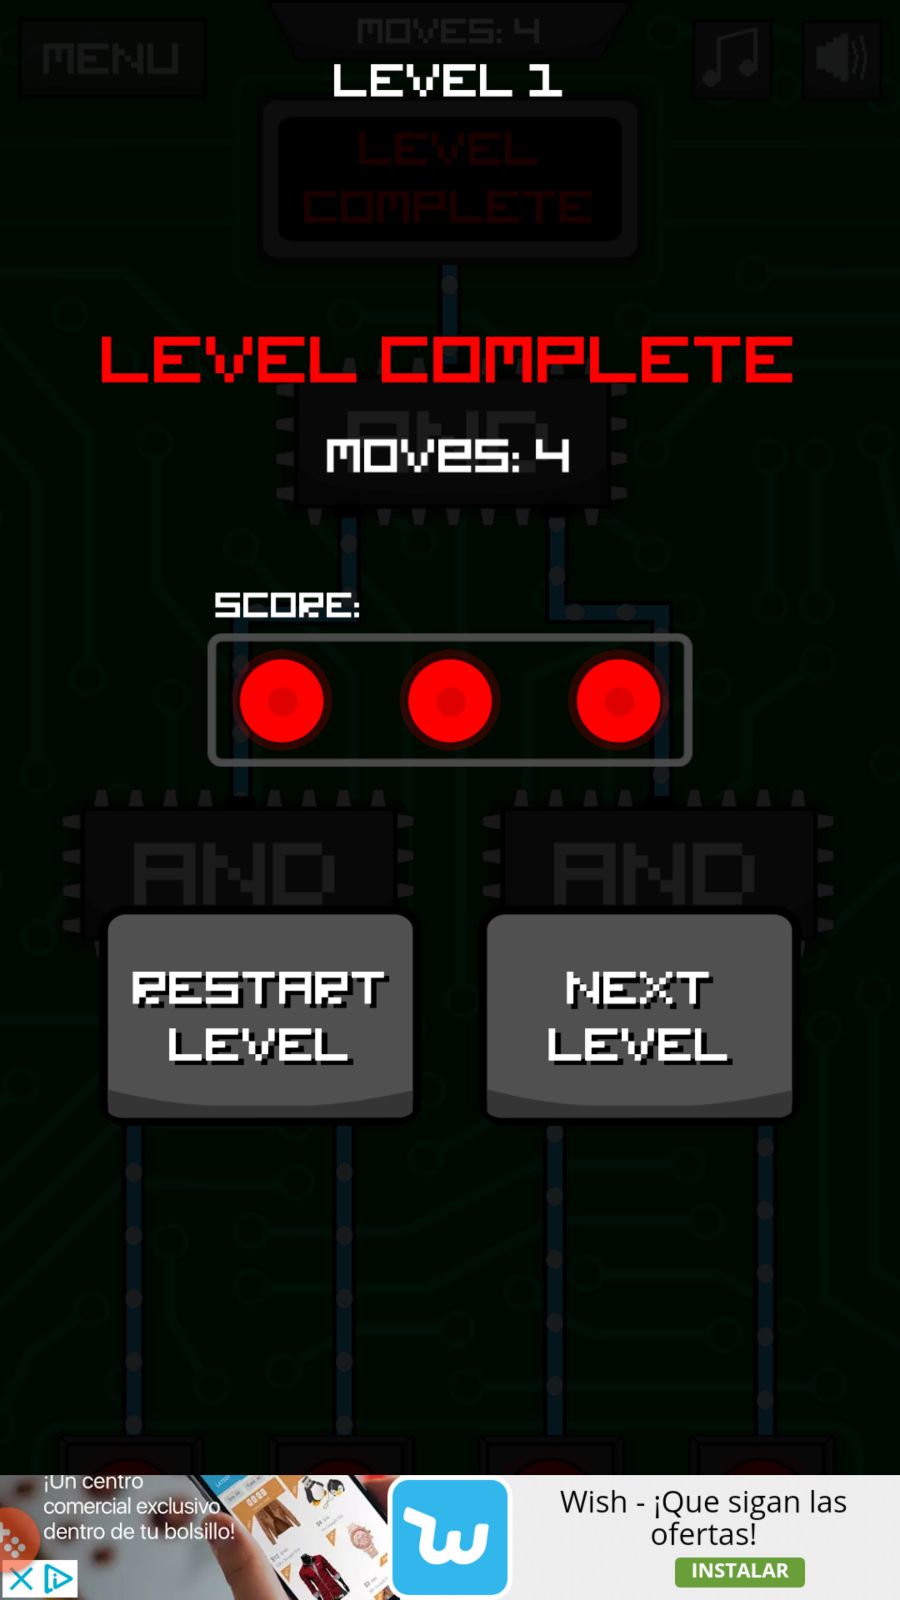 MENU
MOVES: 4
LEVEL 1
LEVEL
COMPLETE
LEVEL COMPLETE
AND
MOVES: 4
SCORE:
AND
AND
RESTART
LEVEL
NEXT
LEVEL
¡Un centro
comercial exclusivo
dentro de tu bolsillo!
Wish - ¡Que sigan las
ofertas!
INSTALAR